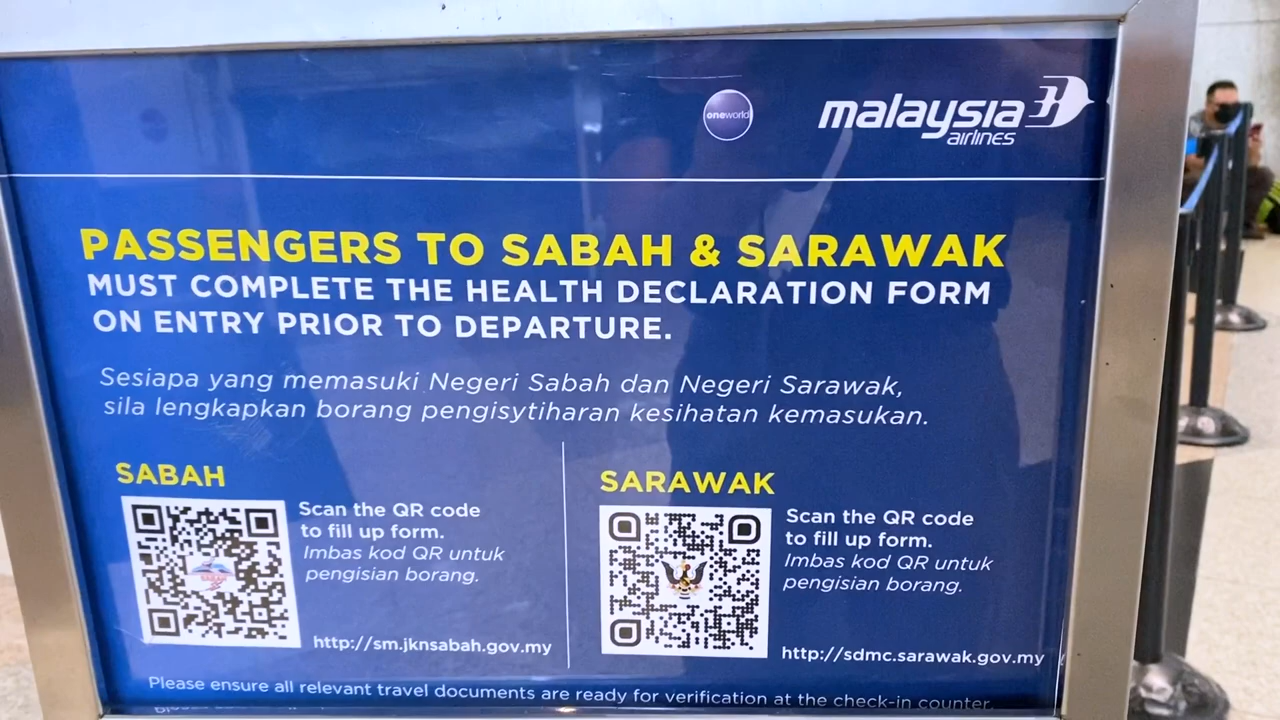 oneworld
malaysia
airlines
PASSENGERS TO SABAH & SARAWAK
MUST COMPLETE THE HEALTH DECLARATION FORM
ON ENTRY PRIOR TO DEPARTURE.
Sesiapa yang memasuki Negeri Sabah dan Negeri Sarawak,
sila lengkapkan borang pengisytiharan kesihatan kemasukan.
SABAH
Scan the QR code
to fill up form.
Imbas kod QR untuk
pengisian borang.
http://sm.jknsabah.gov.my
SARAWAK
Scan the QR code
to fill up form.
Imbas kod QR untuk
pengisian borang.
http://sdmc.sarawak.gov.my
Please ensure all relevant travel documents are ready for verification at the check-in counter.